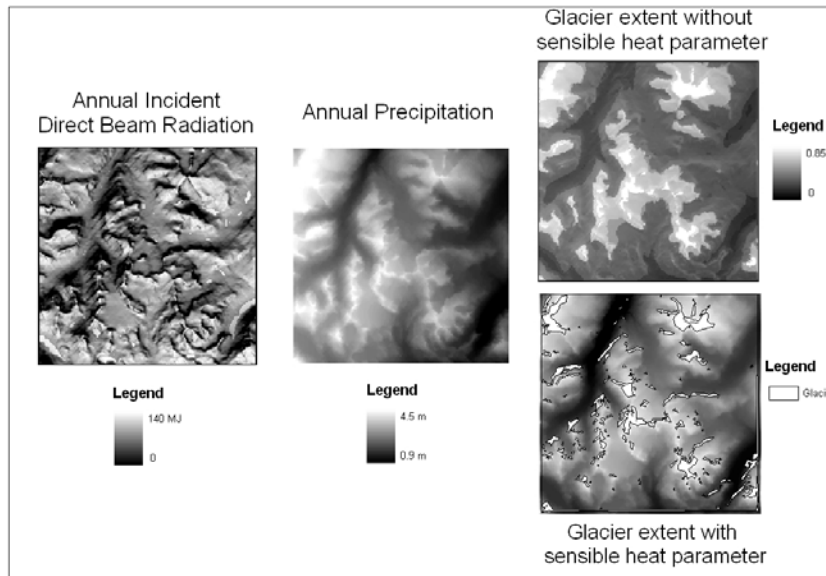 Glacier extent without
sensible heat parameter
Annual Incident
Direct Beam Radiation
Annual Precipitation
Legend
0.85
0
Legend
140 MJ
0
Legend
4.5 m
0.9 m
Legend
Glaci
Glacier extent with
sensible heat parameter